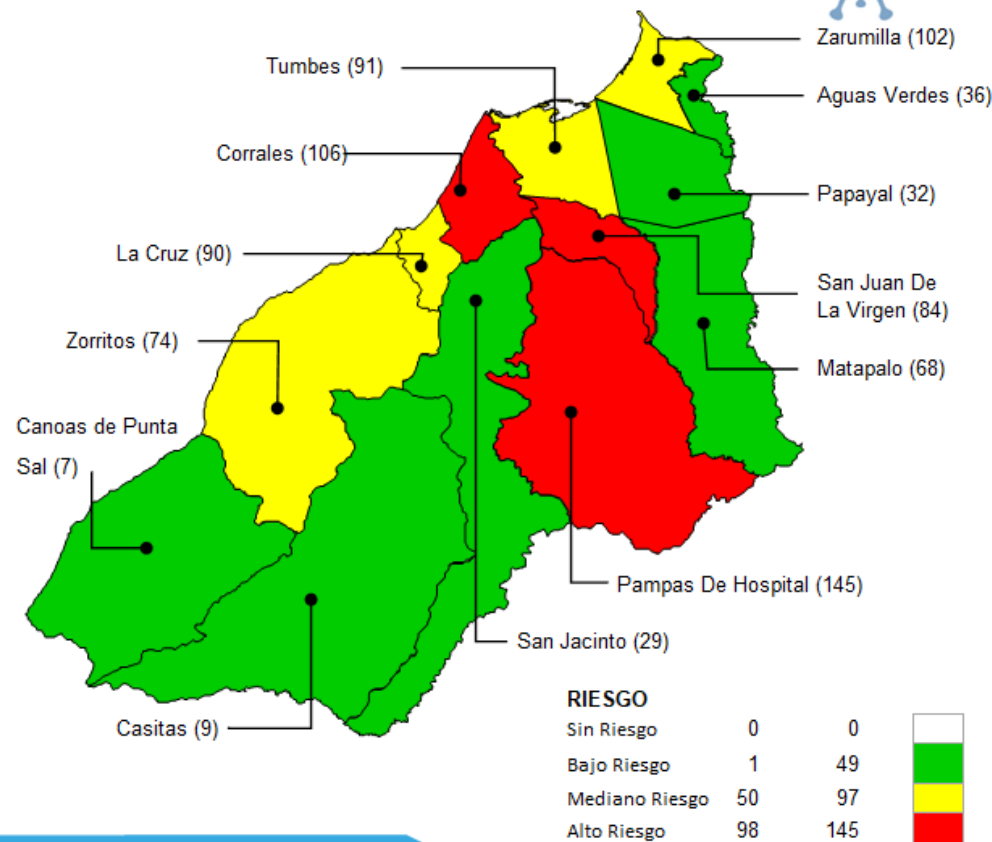 Zarumilla (102)
Tumbes (91)
Aguas Verdes (36)
Corrales (106)
Papayal (32)
La Cruz (90)
San Juan De
La Virgen (84)
Zorritos (74)
Matapalo (68)
Canoas de Punta
Sal (7)
Pampas De Hospital (145)
San Jacinto (29)
Casitas (9)
RIESGO
Sin Riesgo 0 0
Bajo Riesgo 1 49
Mediano Riesgo 50 97
Alto Riesgo 98 145